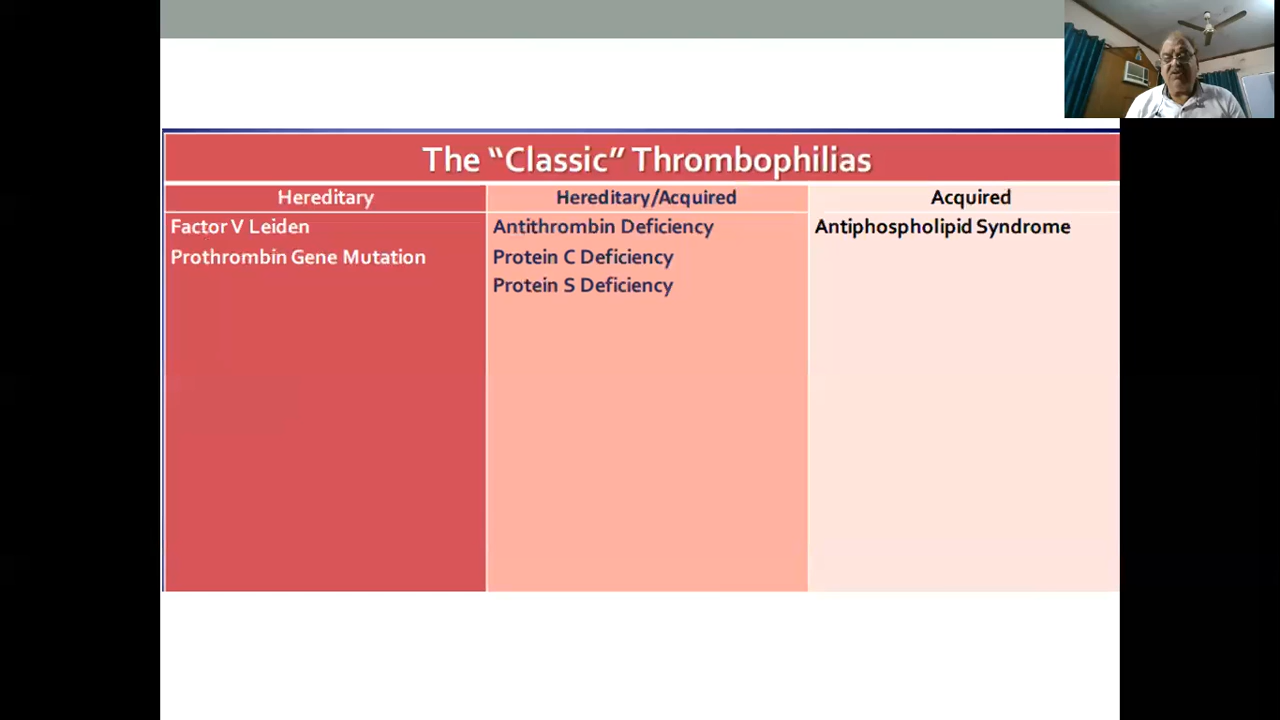 The “Classic” Thrombophilias
Hereditary
Factor V Leiden
Prothrombin Gene Mutation
Hereditary/Acquired
Antithrombin Deficiency
Protein C Deficiency
Protein S Deficiency
Acquired
Antiphospholipid Syndrome